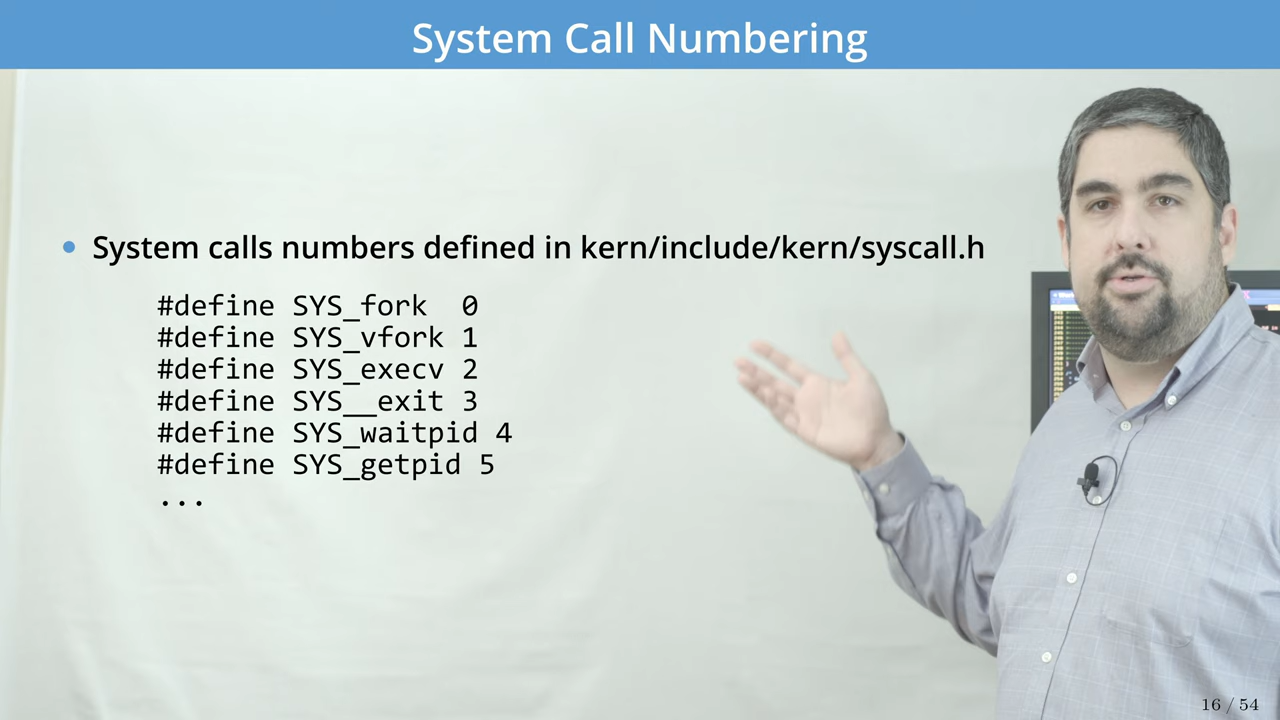 System Call Numbering
• System calls numbers defined in kern/include/kern/syscall.h
#define SYS_fork  0
#define SYS_vfork 1
#define SYS_execv 2
#define SYS__exit 3
#define SYS_waitpid 4
#define SYS_getpid 5
...
16 / 54